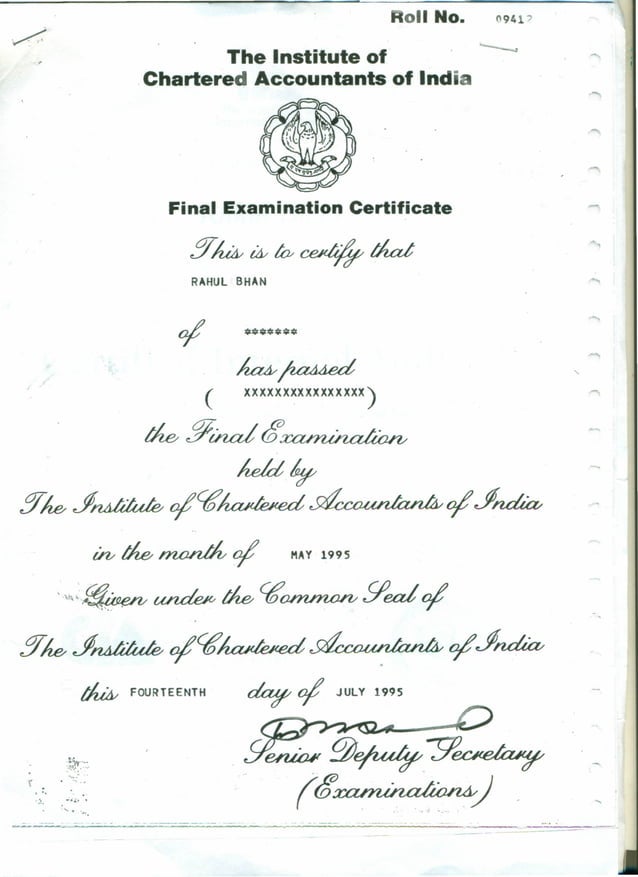 Roll No. 09412
The Institute of
Chartered Accountants of India
Final Examination Certificate
This is to certify that
RAHUL BHAN
of *******
has passed
( XXXXXXXXXXXXXXXX )
the Final Examination
held by
The Institute of Chartered Accountants of India
in the month of MAY 1995
Given under the Common Seal of
The Institute of Chartered Accountants of India
this FOURTEENTH day of JULY 1995
Senior Deputy Secretary
(Examinations)